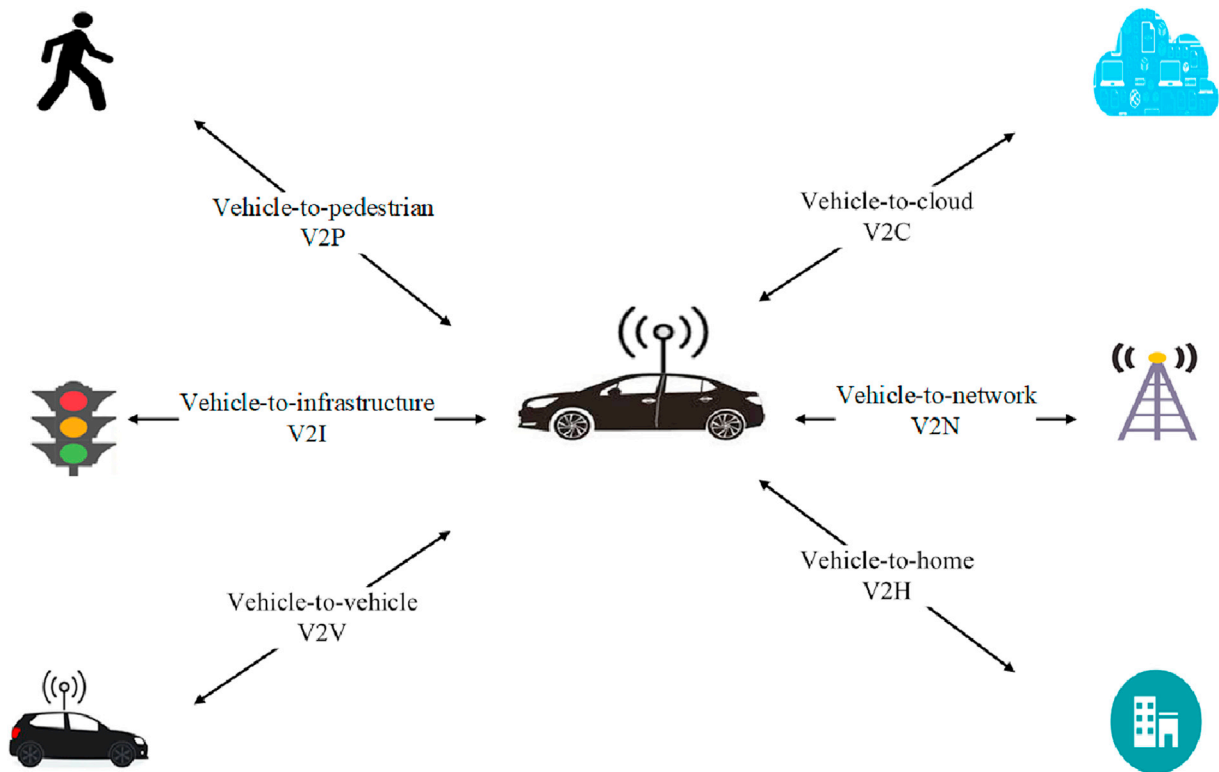 Vehicle-to-pedestrian
V2P
Vehicle-to-cloud
V2C
Vehicle-to-infrastructure
V2I
Vehicle-to-network
V2N
Vehicle-to-vehicle
V2V
Vehicle-to-home
V2H